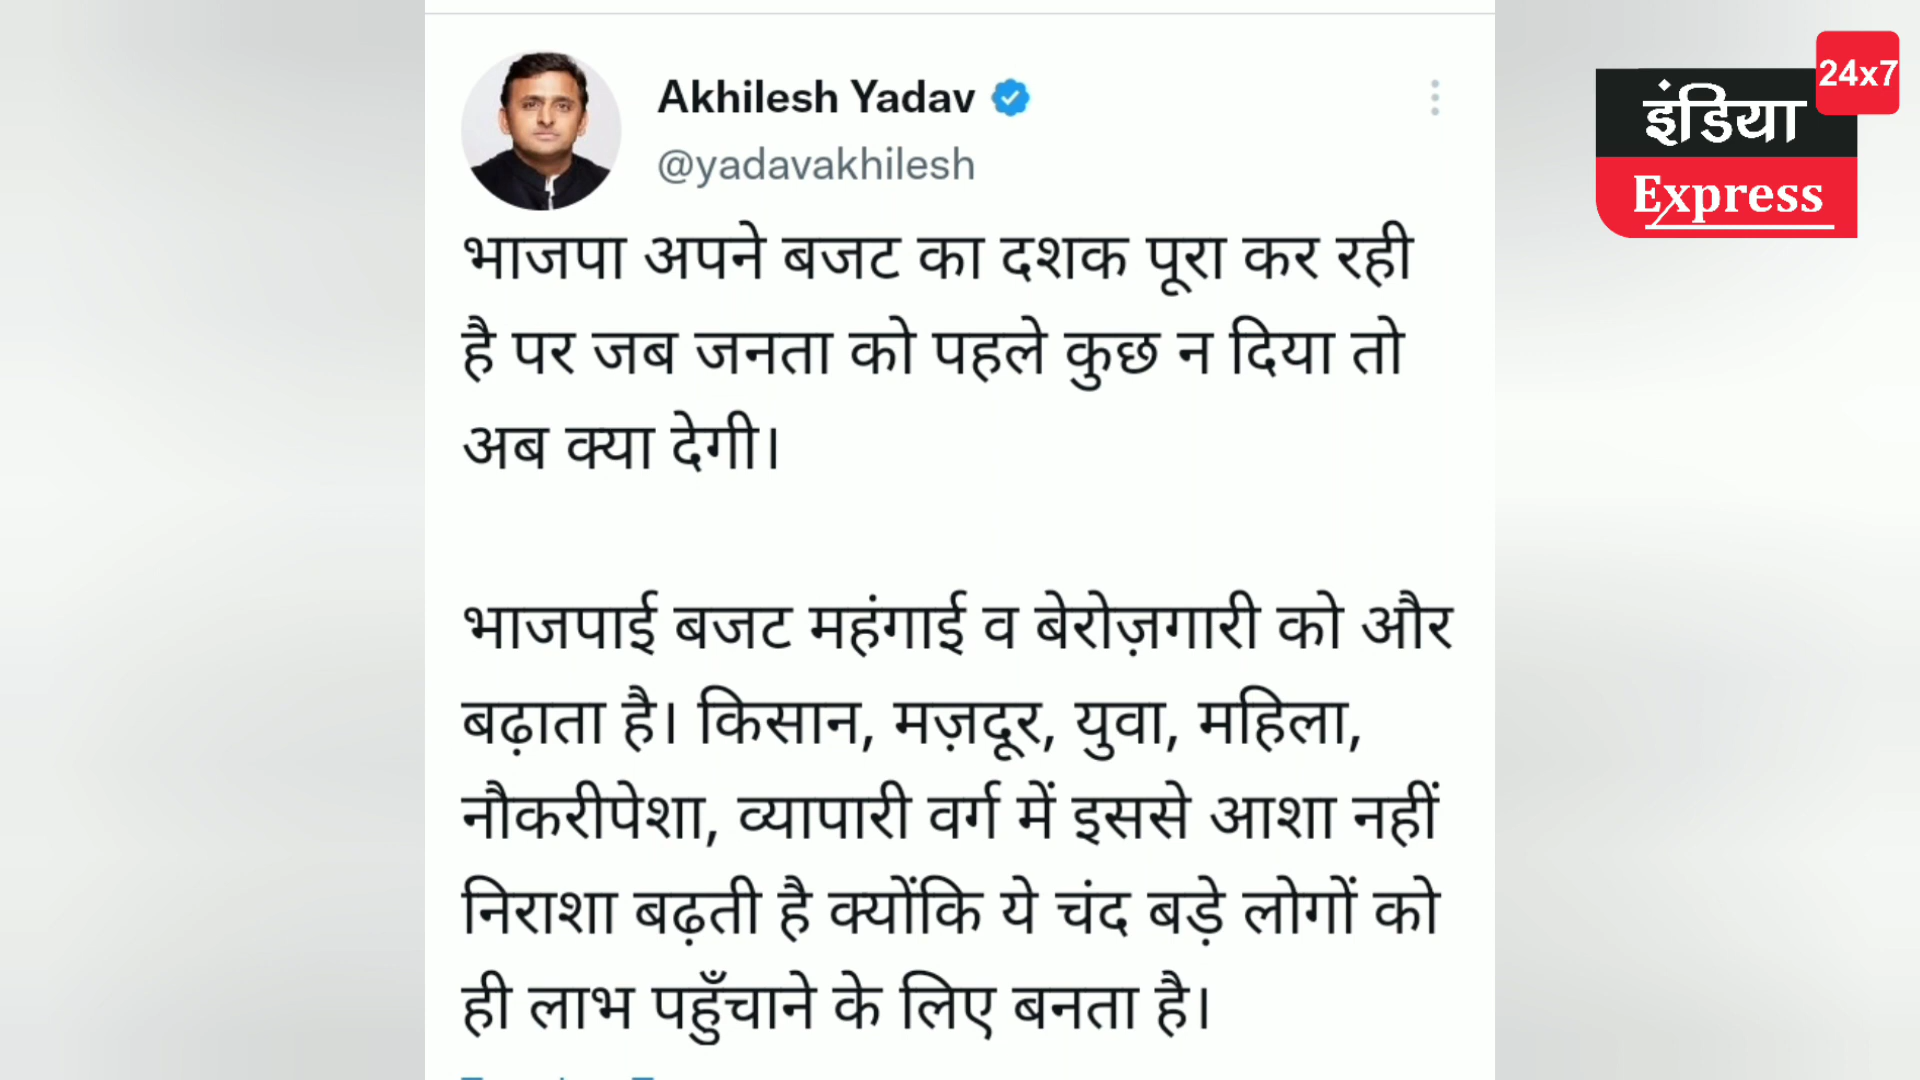 Akhilesh Yadav
@yadavakhilesh
भाजपा अपने बजट का दशक पूरा कर रही
है पर जब जनता को पहले कुछ न दिया तो
अब क्या देगी।
भाजपाई बजट महंगाई व बेरोज़गारी को और
बढ़ाता है। किसान, मज़दूर, युवा, महिला,
नौकरीपेशा, व्यापारी वर्ग में इससे आशा नहीं
निराशा बढ़ती है क्योंकि ये चंद बड़े लोगों को
ही लाभ पहुँचाने के लिए बनता है।
24x7
इंडिया
Express